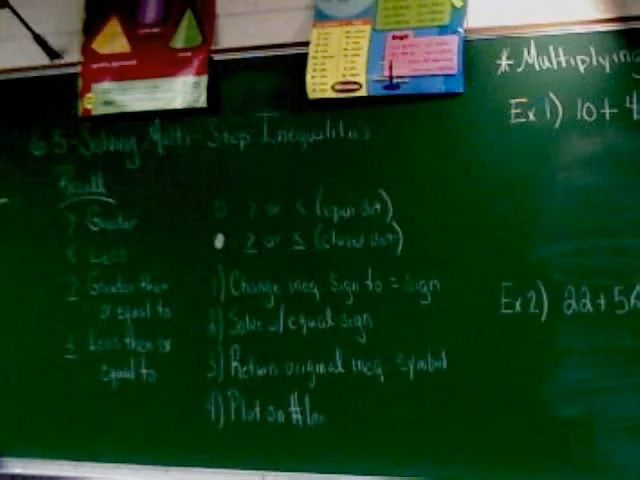 6.5-Solving Multi-Step Inequalities
Recall
> Greater
< Less
≥ Greater then
or equal to
≤ Less then or
equal to
○ > or < (open dot)
● ≥ or ≤ (closed dot)
1) Change ineq. sign to = sign
2) Solve w/ equal sign
3) Return original ineq. symbol
4) Plot on #line
* Multiplying
Ex 1) 10 + 4
Ex 2) 22 + 5